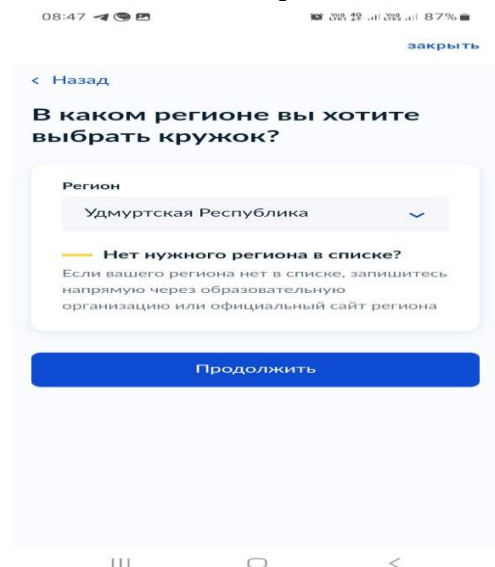 08:47
87%
закрыть
< Назад
В каком регионе вы хотите
выбрать кружок?
Регион
Удмуртская Республика
Нет нужного региона в списке?
Если вашего региона нет в списке, запишитесь
напрямую через образовательную
организацию или официальный сайт региона
Продолжить